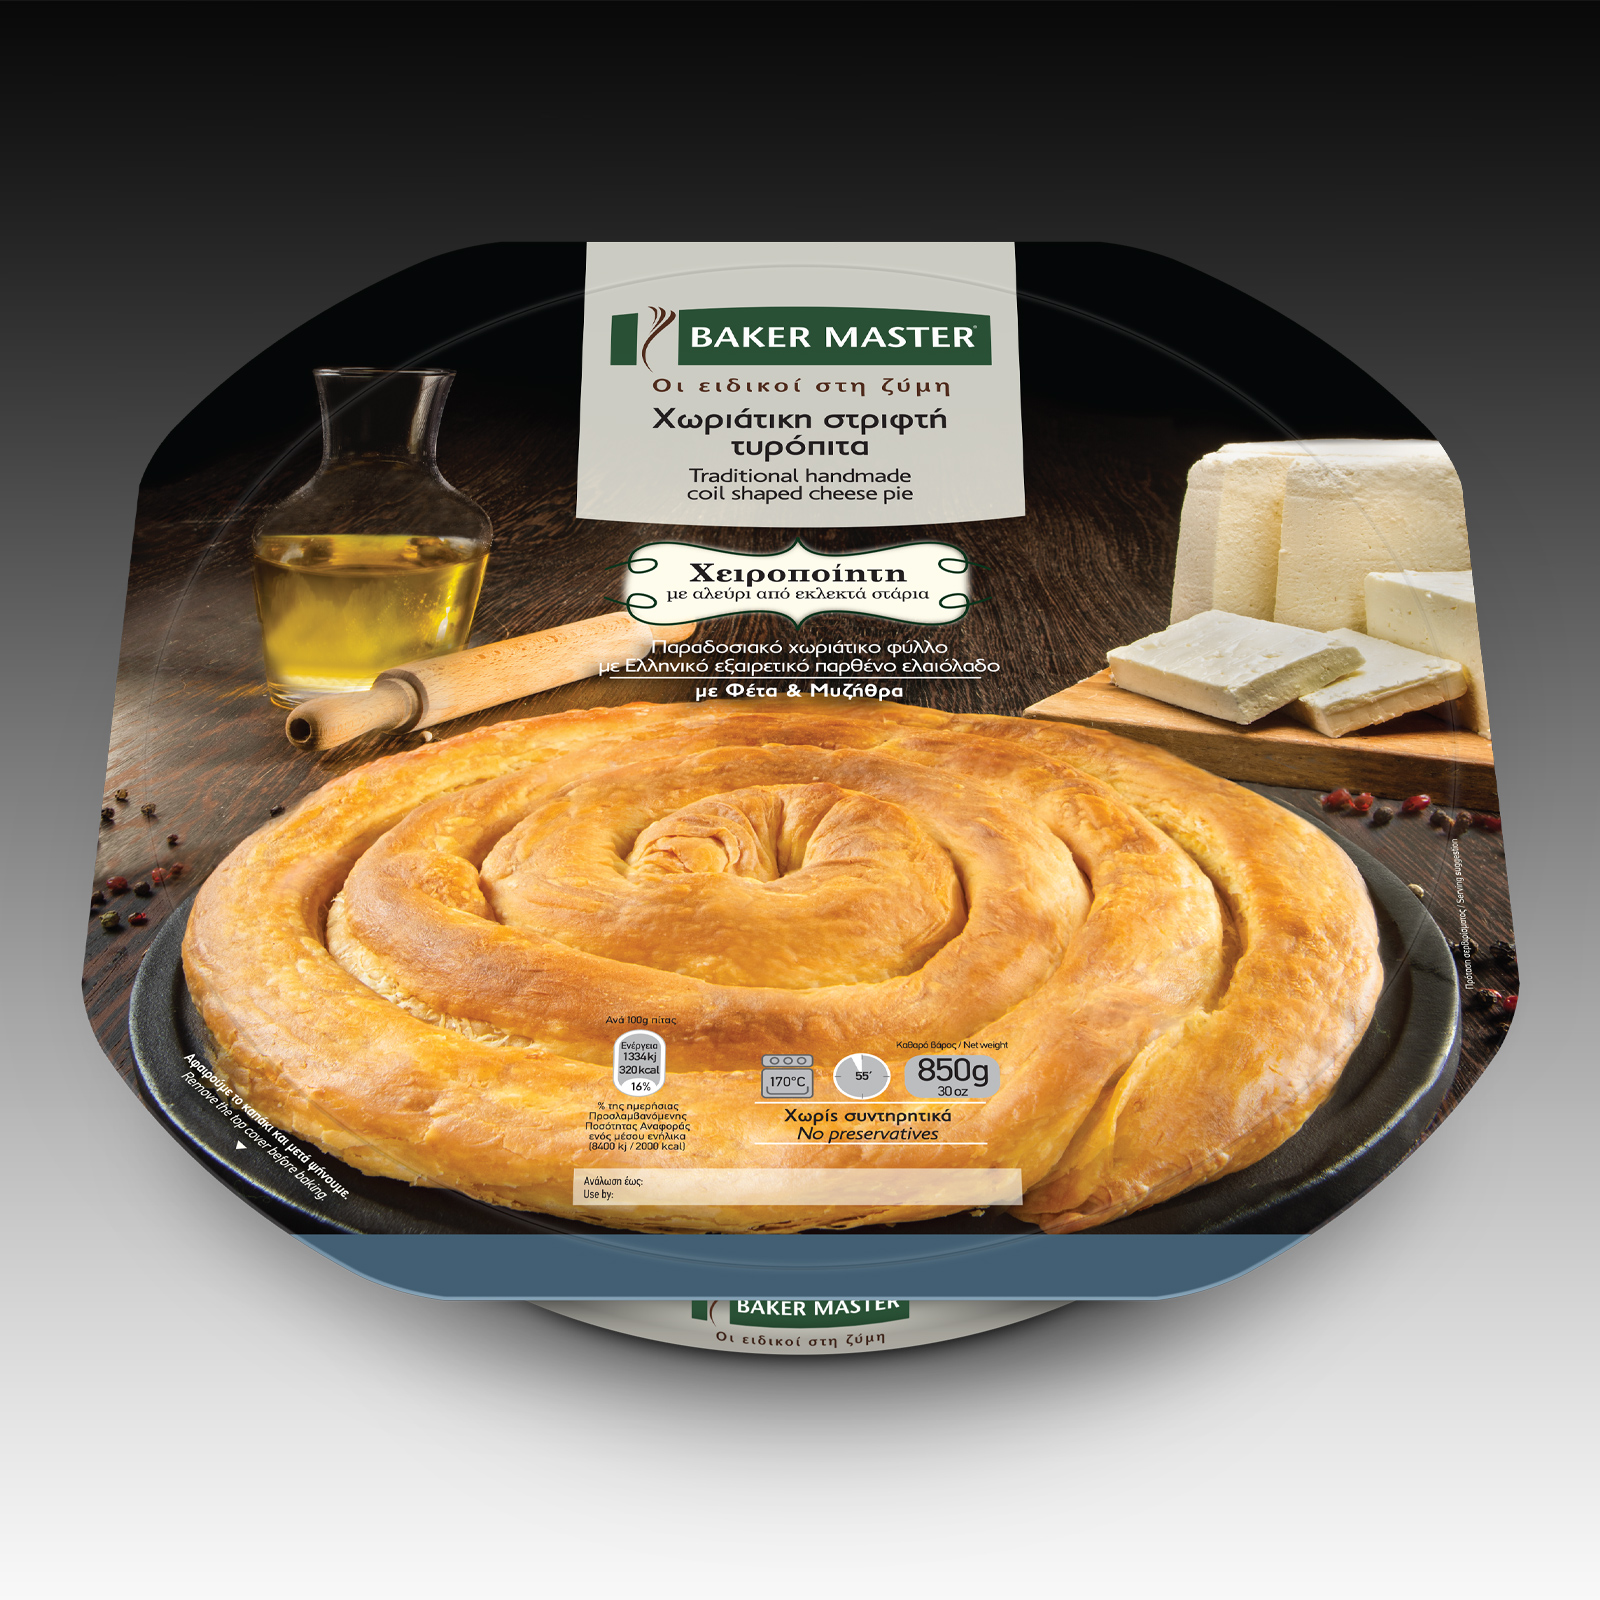 BAKER MASTER
Οι ειδικοί στη ζύμη
Χωριάτικη στριφτή
τυρόπιτα
Traditional handmade
coil shaped cheese pie
Χειροποίητη
με αλεύρι από εκλεκτά στάρια
Παραδοσιακό χωριάτικο φύλλο
με Ελληνικό εξαιρετικό παρθένο ελαιόλαδο
με Φέτα & Μυζήθρα
Πρόταση σερβιρίσματος / Serving suggestion
Ανά 100g πίτας
Ενέργεια
1334kj
320kcal
16%
% της ημερήσιας
Προσλαμβανόμενης
Ποσότητας Αναφοράς
ενός μέσου ενήλικα
(8400 kj / 2000 kcal)
170°C
55′
Καθαρό Βάρος / Net weight
850g
30 oz
Χωρίς συντηρητικά
No preservatives
Αφαιρούμε το καπάκι και μετά ψήνουμε.
Remove the top cover before baking.
Ανάλωση έως:
Use by:
BAKER MASTER
Οι ειδικοί στη ζύμη